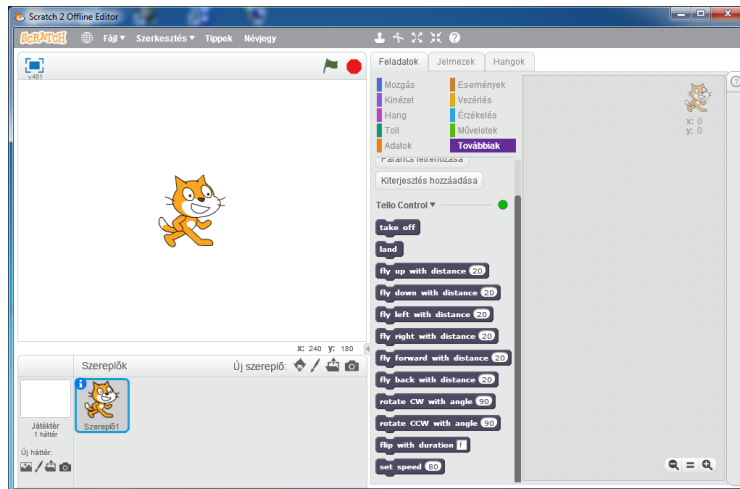 Scratch 2 Offline Editor
SCRATCH Fájl▼ Szerkesztés▼ Tippek Névjegy
v461
Feladatok Jelmezek Hangok
Mozgás Események
Kinézet Vezérlés
Hang Érzékelés
Toll Műveletek
Adatok Továbbiak
x: 0
y: 0
Parancs létrehozása
Kiterjesztés hozzáadása
Tello Control▼
take off
land
fly up with distance 20
fly down with distance 20
fly left with distance 20
fly right with distance 20
fly forward with distance 20
fly back with distance 20
rotate CW with angle 90
rotate CCW with angle 90
flip with duration f
set speed 80
x: 240 y: 180
Szereplők Új szereplő:
Játéktér
1 háttér
Új háttér:
Szereplő1